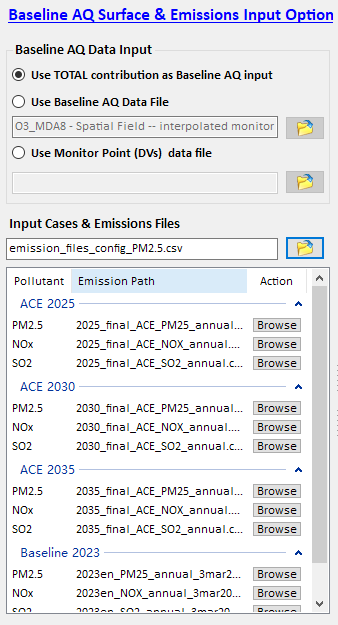 Baseline AQ Surface & Emissions Input Option
Baseline AQ Data Input
Use TOTAL contribution as Baseline AQ input
Use Baseline AQ Data File
O3_MDA8 - Spatial Field -- interpolated monitor
Use Monitor Point (DVs) data file
Input Cases & Emissions Files
emission_files_config_PM2.5.csv
Pollutant Emission Path Action
ACE 2025
PM2.5 2025_final_ACE_PM25_annual... Browse
NOx 2025_final_ACE_NOX_annual.... Browse
SO2 2025_final_ACE_SO2_annual.c... Browse
ACE 2030
PM2.5 2030_final_ACE_PM25_annual... Browse
NOx 2030_final_ACE_NOX_annual.... Browse
SO2 2030_final_ACE_SO2_annual.c... Browse
ACE 2035
PM2.5 2035_final_ACE_PM25_annual... Browse
NOx 2035_final_ACE_NOX_annual.... Browse
SO2 2035_final_ACE_SO2_annual.c... Browse
Baseline 2023
PM2.5 2023en_PM25_annual_3mar2... Browse
NOx 2023en_NOX_annual_3mar20... Browse
SO2 2023en_SO2_annual_3mar20... Browse